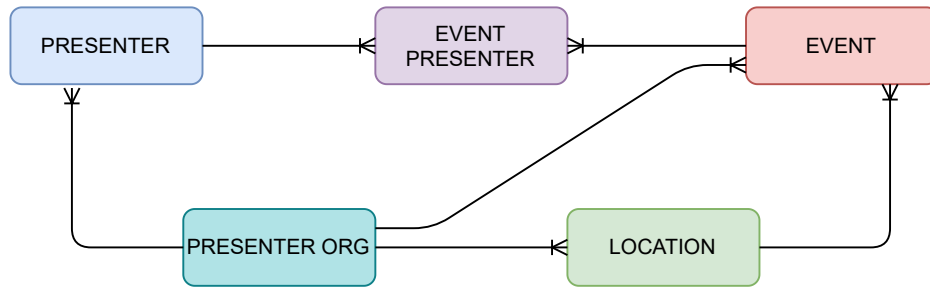 PRESENTER
EVENT
PRESENTER
EVENT
PRESENTER ORG
LOCATION